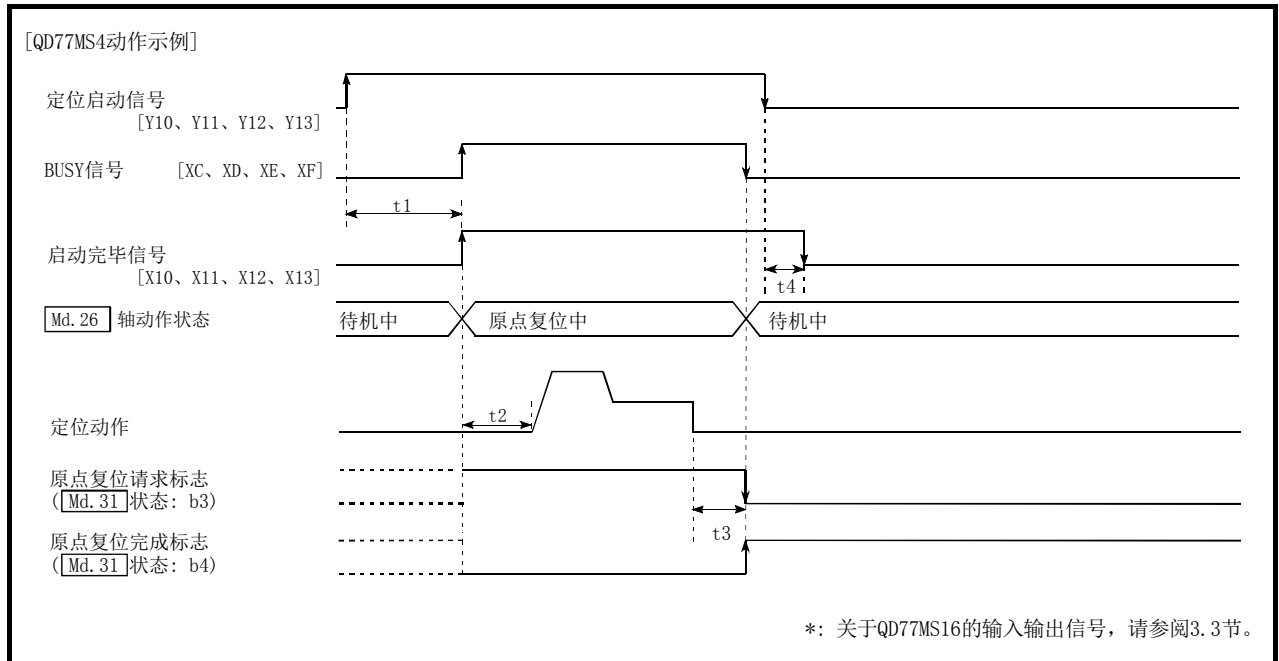 [QD77MS4动作示例]
定位启动信号
[Y10、Y11、Y12、Y13]
BUSY信号 [XC、XD、XE、XF]
t1
启动完毕信号
[X10、X11、X12、X13]
t4
Md.26 轴动作状态 待机中 原点复位中 待机中
t2
定位动作
原点复位请求标志
(Md.31状态: b3)
t3
原点复位完成标志
(Md.31状态: b4)
*: 关于QD77MS16的输入输出信号，请参阅3.3节。